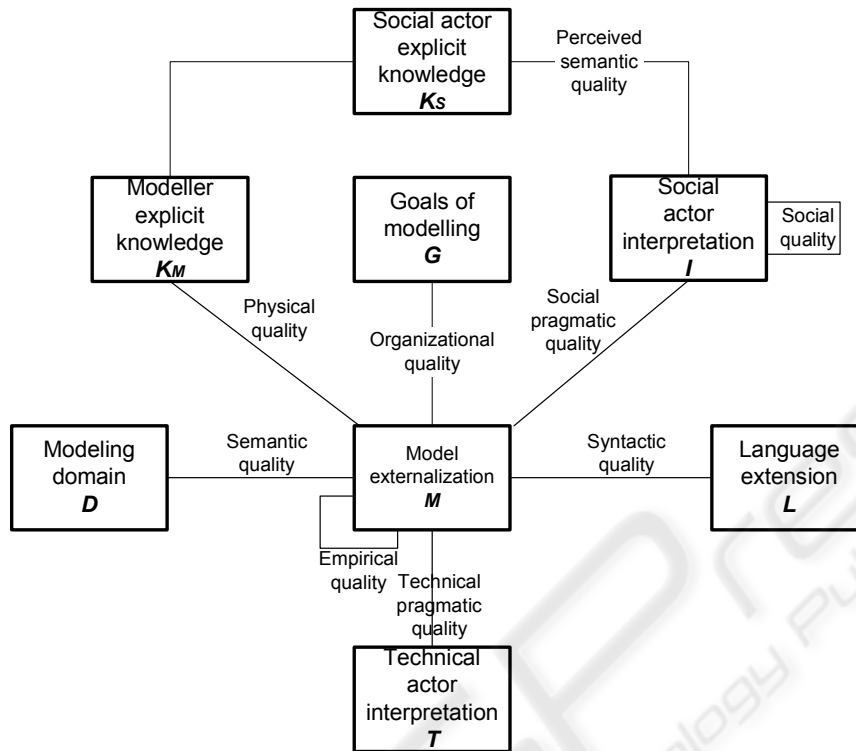 Social actor
explicit
knowledge
Ks
Perceived
semantic
quality
Modeller
explicit
knowledge
KM
Goals of
modelling
G
Social
actor
interpretation
I
Social
quality
Physical
quality
Organizational
quality
Social
pragmatic
quality
Modeling
domain
D
Semantic
quality
Model
externalization
M
Syntactic
quality
Language
extension
L
Empirical
quality
Technical
pragmatic
quality
Technical
actor
interpretation
T